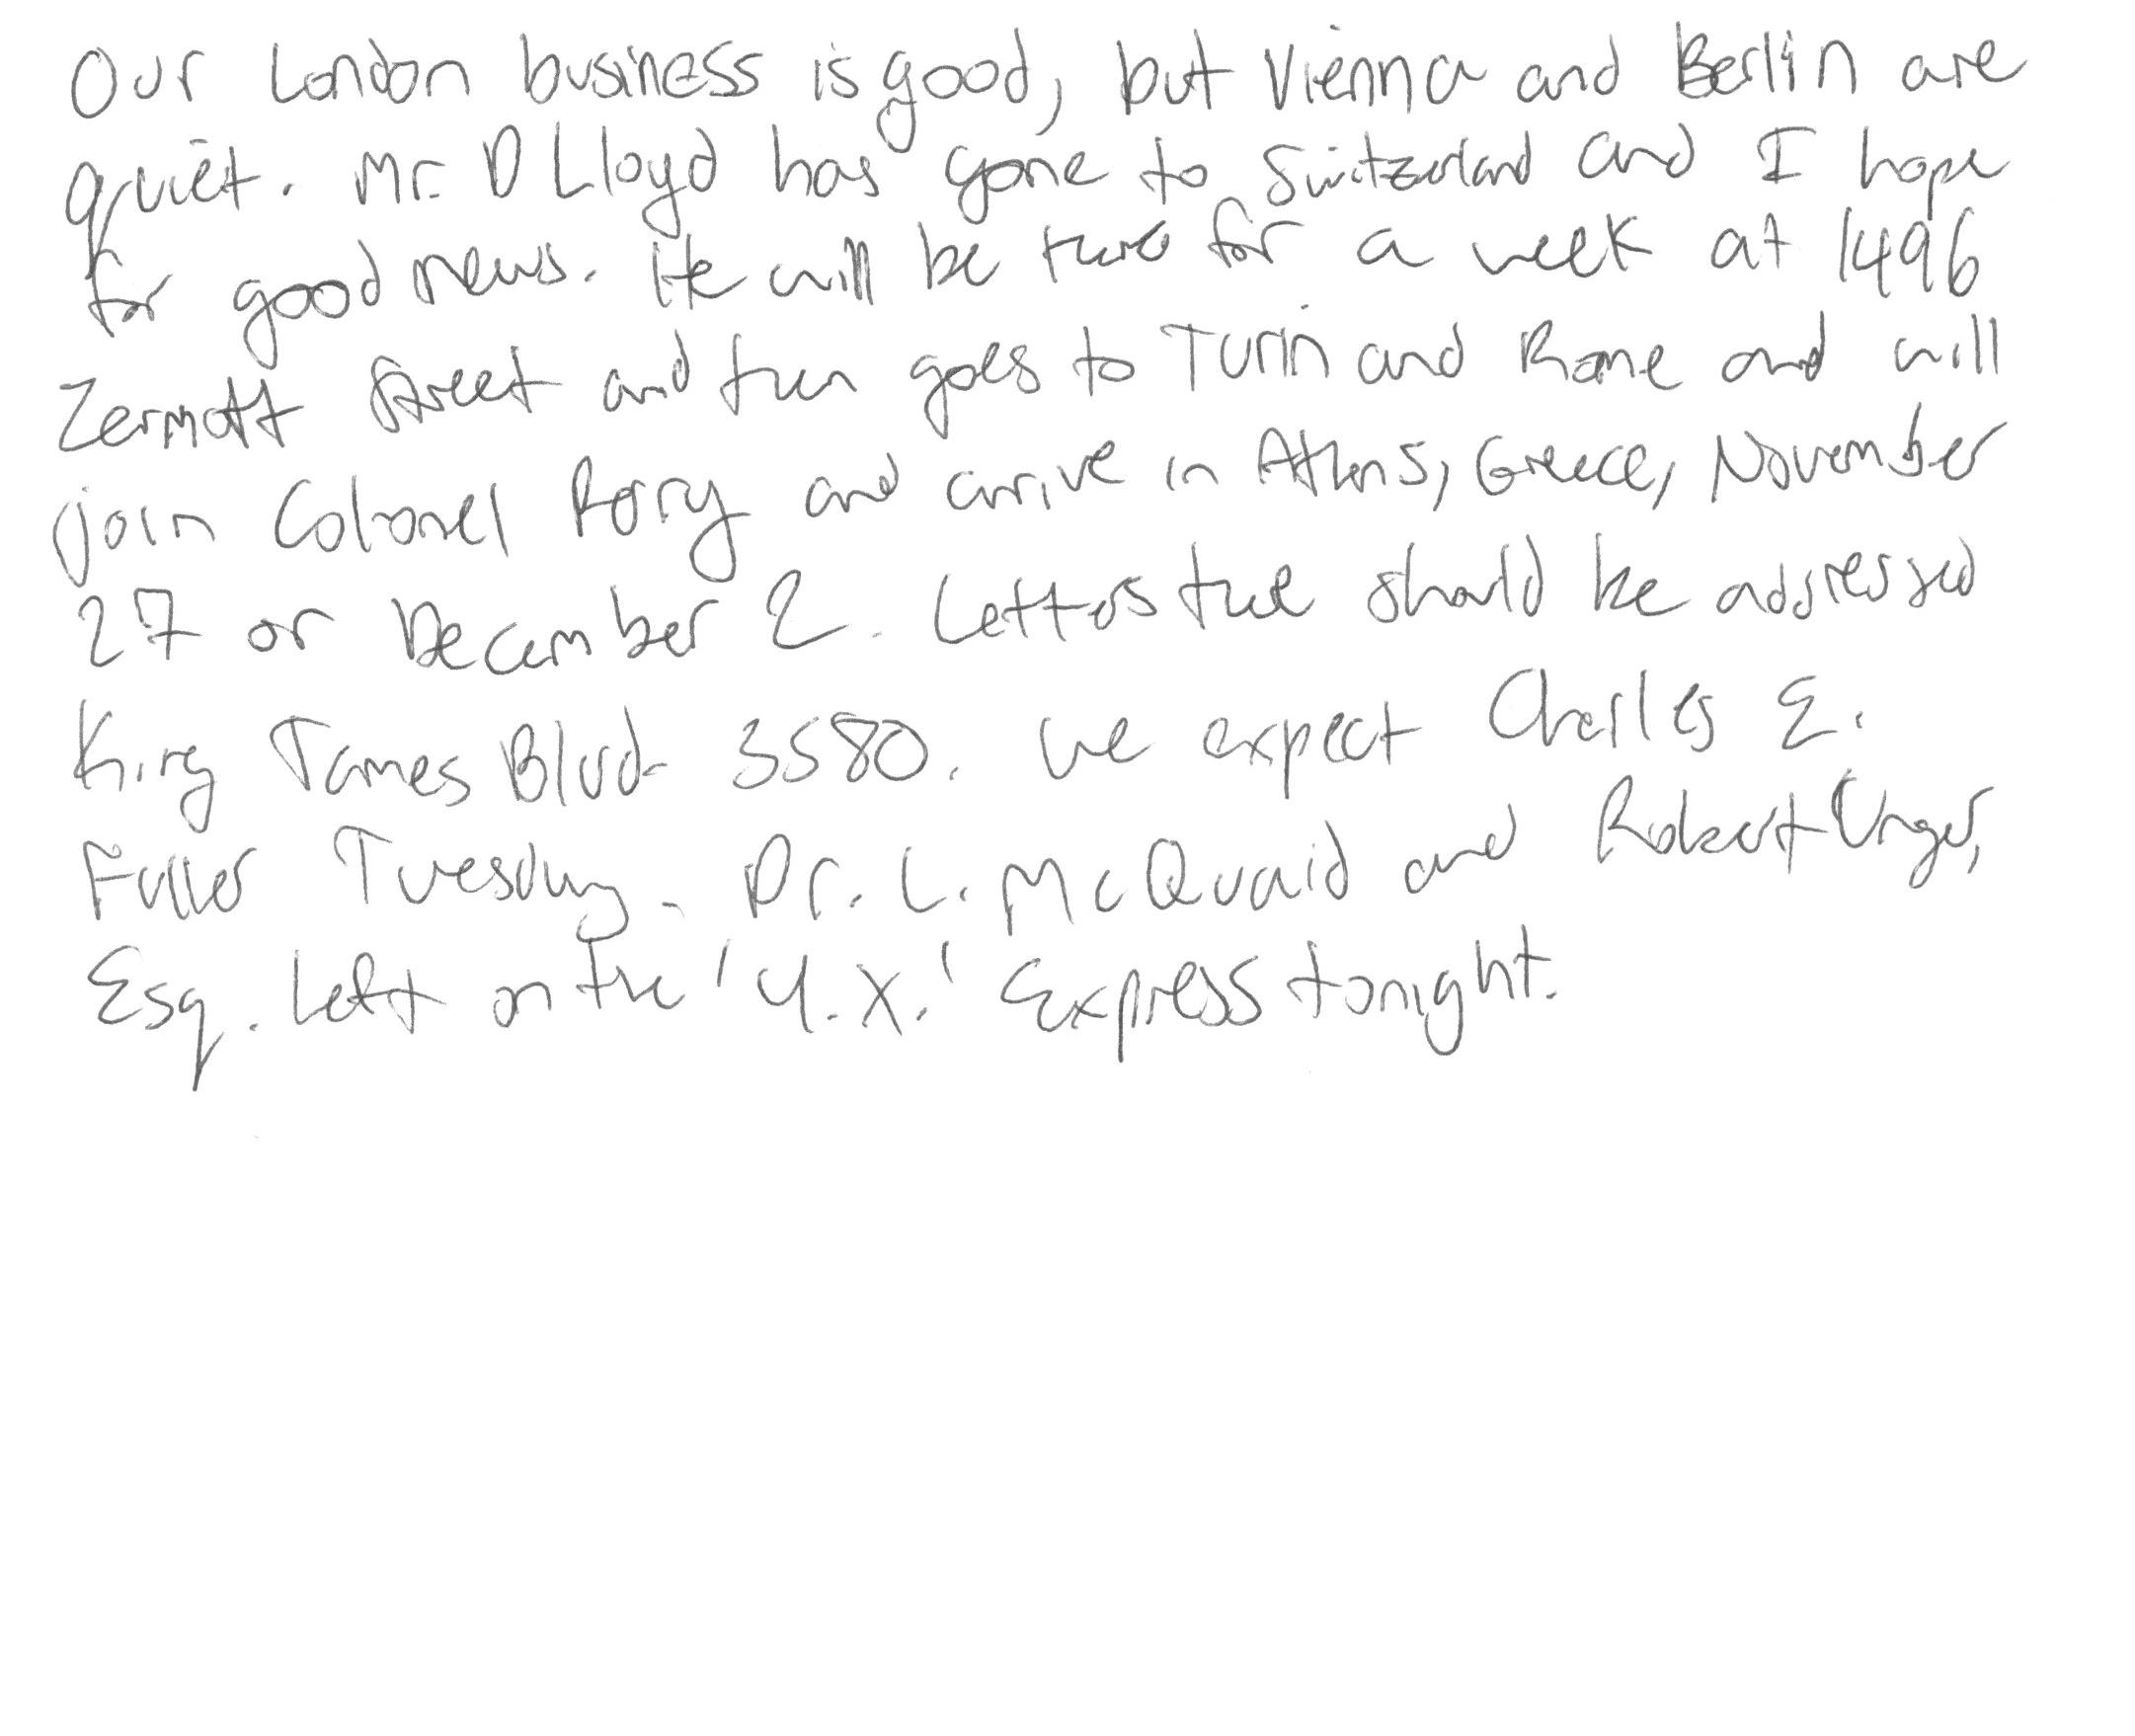 Our London business is good, but Vienna and Berlin are
quiet. Mr. D Lloyd has gone to Switzerland and I hope
for good news. He will be there for a week at 1496
Zermott Street and then goes to Turin and Rome and will
join Colonel Parry and arrive in Athens, Greece, November
27 or December 2. Letters there should be addressed
King James Blvd. 3580. We expect Charles E.
Fuller Tuesday. Dr. L. McQuaid and Robert Unger,
Esq. left on the 'Y.X.' Express tonight.